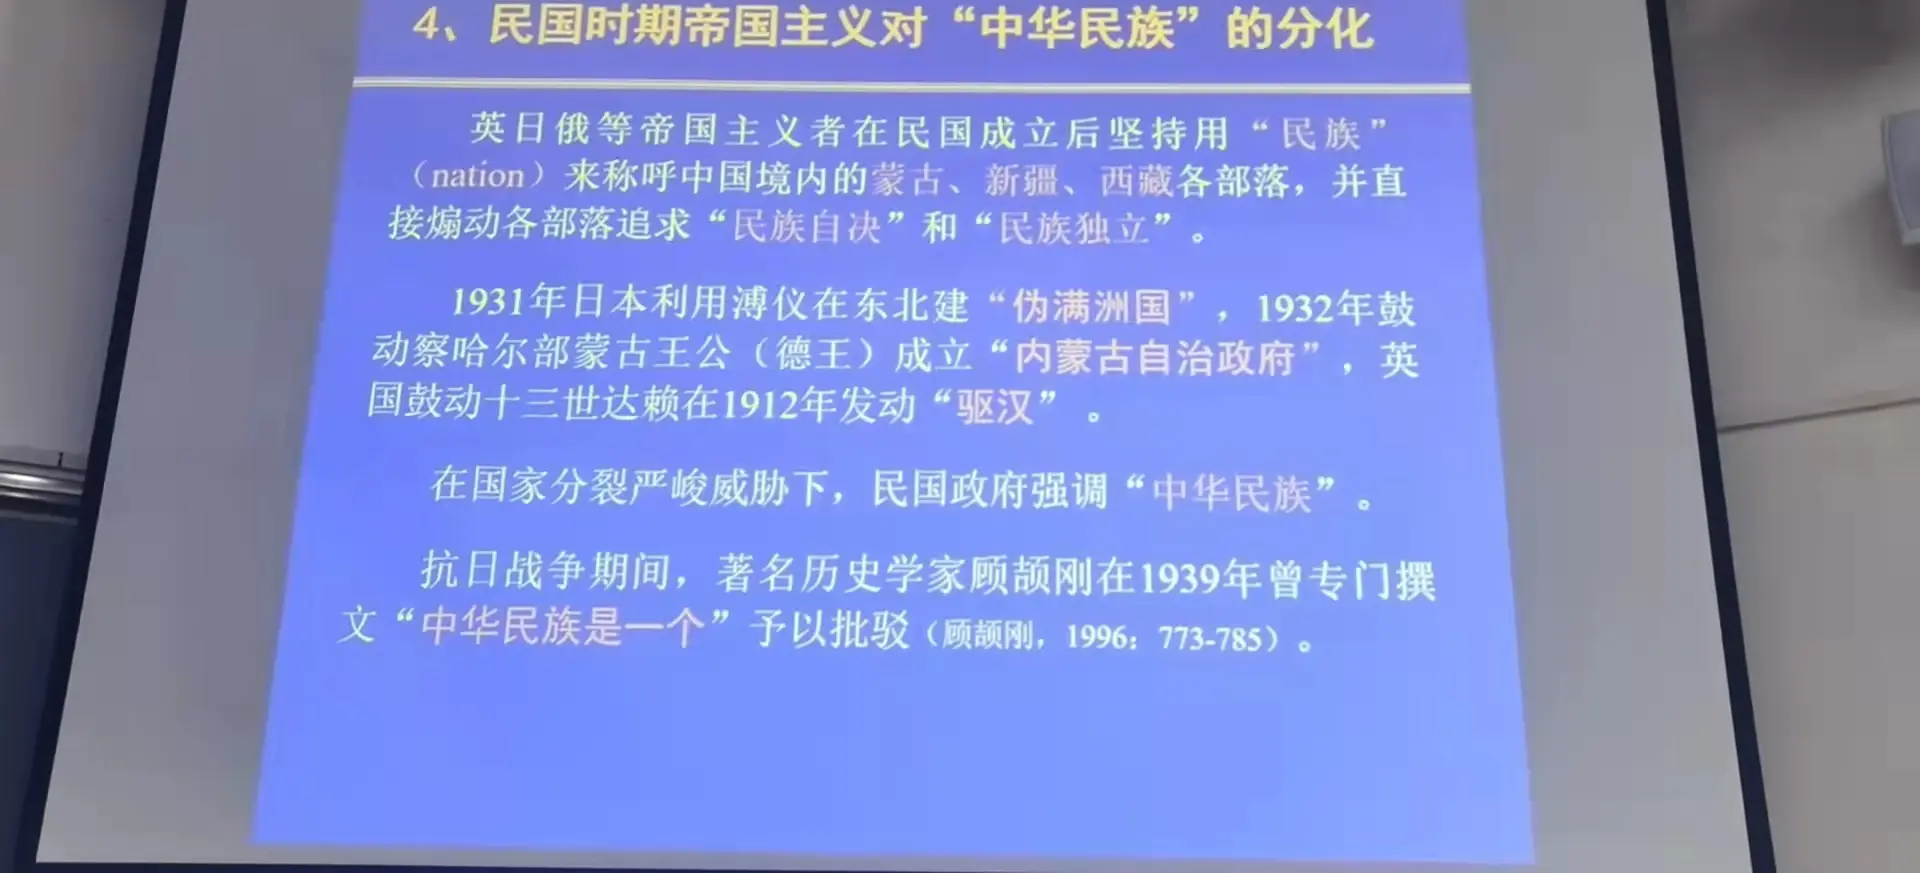 4、民国时期帝国主义对“中华民族”的分化
英日俄等帝国主义者在民国成立后坚持用“民族”
（nation）来称呼中国境内的蒙古、新疆、西藏各部落，并直
接煽动各部落追求“民族自决”和“民族独立”。
1931年日本利用溥仪在东北建“伪满洲国”，1932年鼓
动察哈尔部蒙古王公（德王）成立“内蒙古自治政府”，英
国鼓动十三世达赖在1912年发动“驱汉”。
在国家分裂严峻威胁下，民国政府强调“中华民族”。
抗日战争期间，著名历史学家顾颉刚在1939年曾专门撰
文“中华民族是一个”予以批驳（顾颉刚，1996：773-785）。